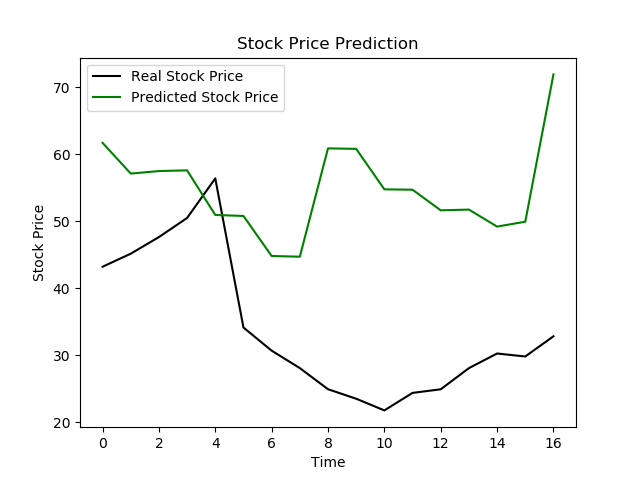 Stock Price Prediction
Real Stock Price
Predicted Stock Price
Stock Price
70
60
50
40
30
20
0 2 4 6 8 10 12 14 16
Time